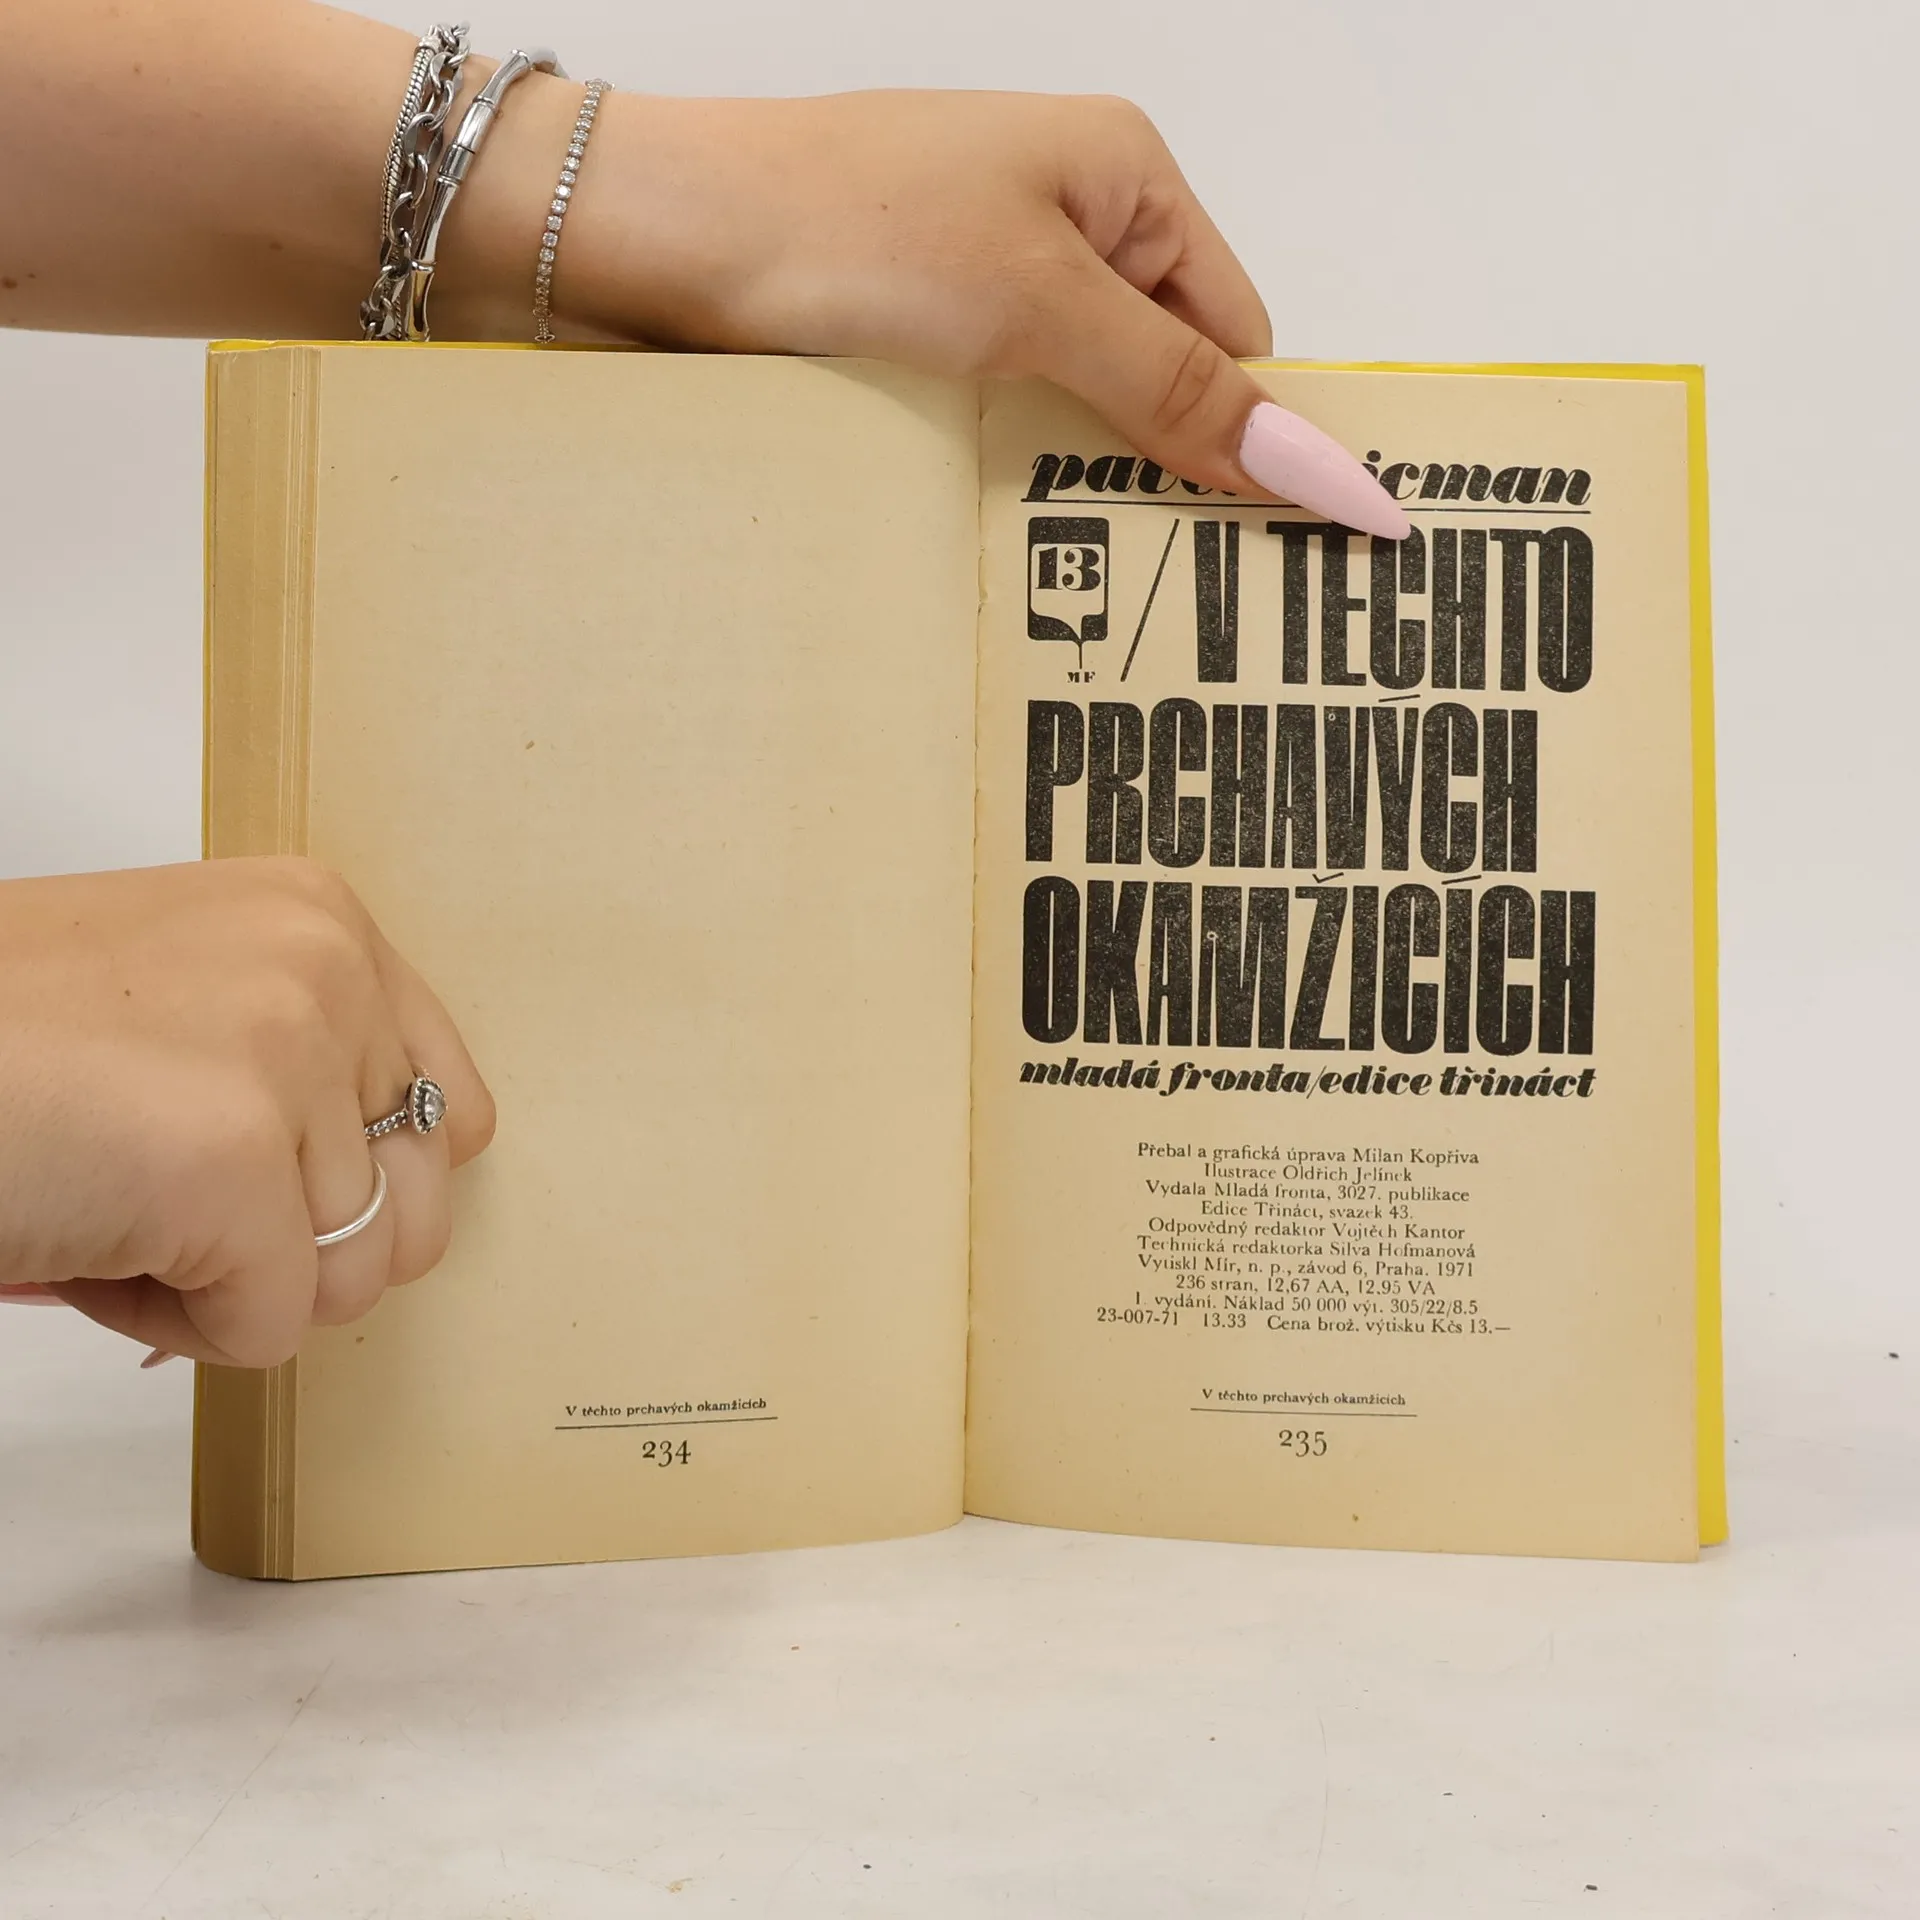 13
MF
/ V TĚCHTO
PRCHAVÝCH
OKAMŽICÍCH
mladá fronta/edice třináct
Přebal a grafická úprava Milan Kopřiva
Ilustrace Oldřich Jelínek
Vydala Mladá fronta, 3027. publikace
Edice Třináct, svazek 43.
Odpovědný redaktor Vojtěch Kantor
Technická redaktorka Silva Hofmanová
Vytiskl Mír, n. p., závod 6, Praha. 1971
236 stran, 12,67 AA, 12,95 VA
1. vydání. Náklad 50 000 výt. 305/22/8.5
23-007-71 13.33 Cena brož. výtisku Kčs 13.—
V těchto prchavých okamžicích
234
V těchto prchavých okamžicích
235